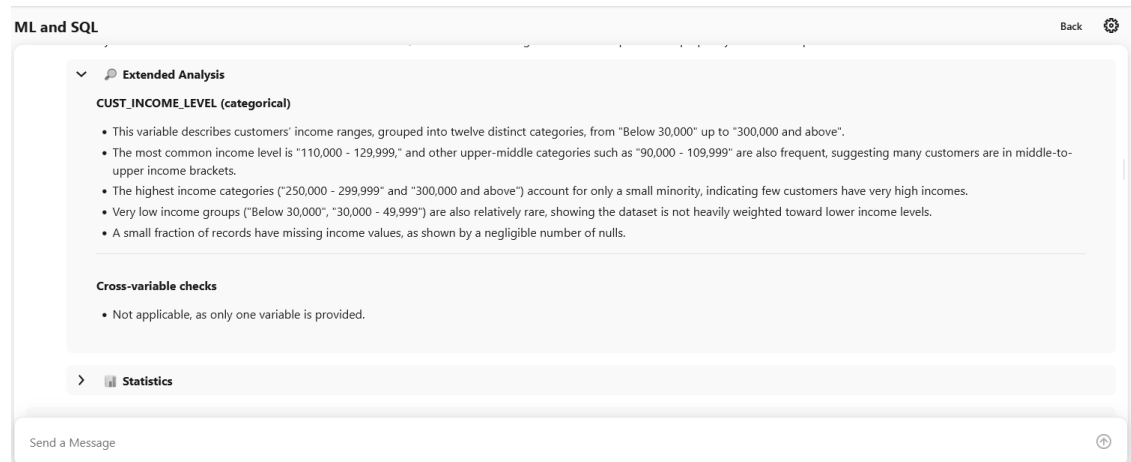 ML and SQL
Back
Extended Analysis
CUST_INCOME_LEVEL (categorical)
• This variable describes customers' income ranges, grouped into twelve distinct categories, from "Below 30,000" up to "300,000 and above".
• The most common income level is "110,000 - 129,999," and other upper-middle categories such as "90,000 - 109,999" are also frequent, suggesting many customers are in middle-to-
upper income brackets.
• The highest income categories ("250,000 - 299,999" and "300,000 and above") account for only a small minority, indicating few customers have very high incomes.
• Very low income groups ("Below 30,000", "30,000 - 49,999") are also relatively rare, showing the dataset is not heavily weighted toward lower income levels.
• A small fraction of records have missing income values, as shown by a negligible number of nulls.
Cross-variable checks
• Not applicable, as only one variable is provided.
Statistics
Send a Message